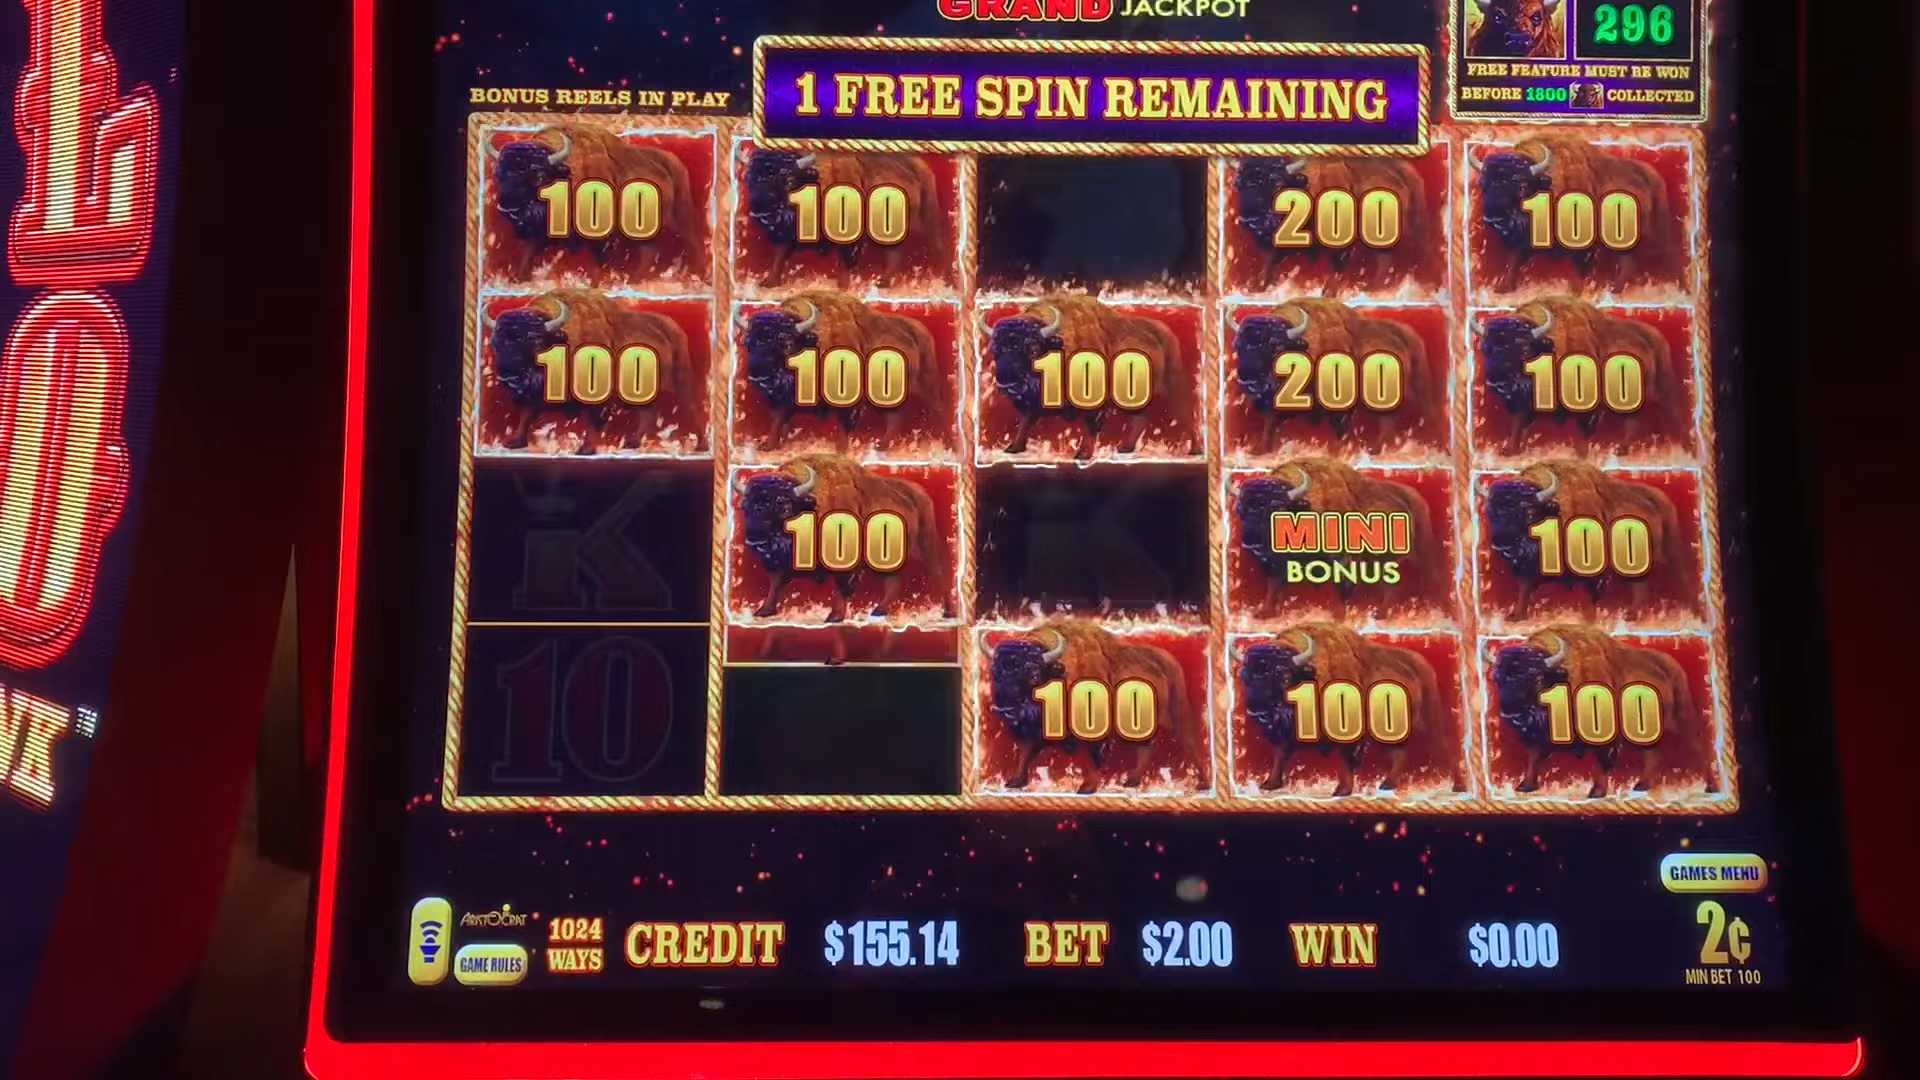 GRAND JACKPOT
296
FREE FEATURE MUST BE WON
BEFORE 1800 COLLECTED
BONUS REELS IN PLAY
1 FREE SPIN REMAINING
100 100 200 100
100 100 100 200 100
K 100 K MINI BONUS 100
10 100 100 100
L
O
GAMES MENU
ARISTOCRAT
GAME RULES
1024 WAYS
CREDIT $155.14 BET $2.00 WIN $0.00
2¢
MIN BET 100